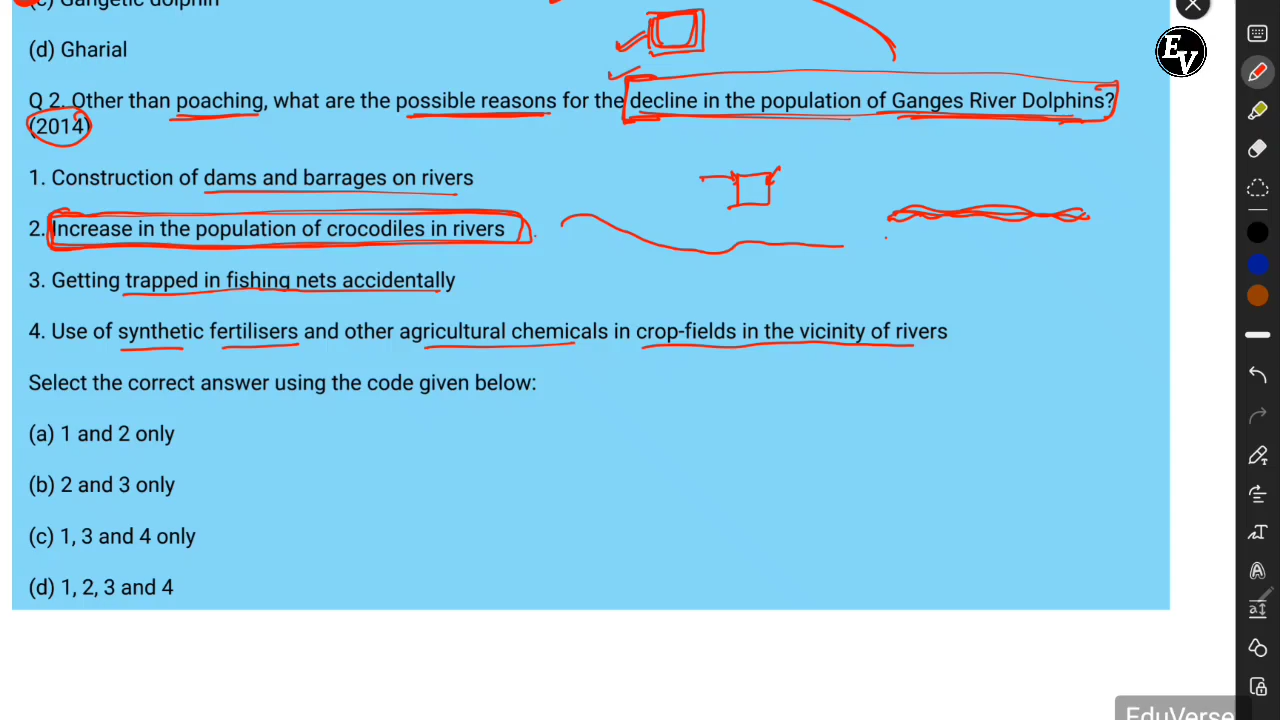 (c) Gangetic dolphin
(d) Gharial
Q 2. Other than poaching, what are the possible reasons for the decline in the population of Ganges River Dolphins?
(2014)
1. Construction of dams and barrages on rivers
2. Increase in the population of crocodiles in rivers
3. Getting trapped in fishing nets accidentally
4. Use of synthetic fertilisers and other agricultural chemicals in crop-fields in the vicinity of rivers
Select the correct answer using the code given below:
(a) 1 and 2 only
(b) 2 and 3 only
(c) 1, 3 and 4 only
(d) 1, 2, 3 and 4
EV
EduVerse